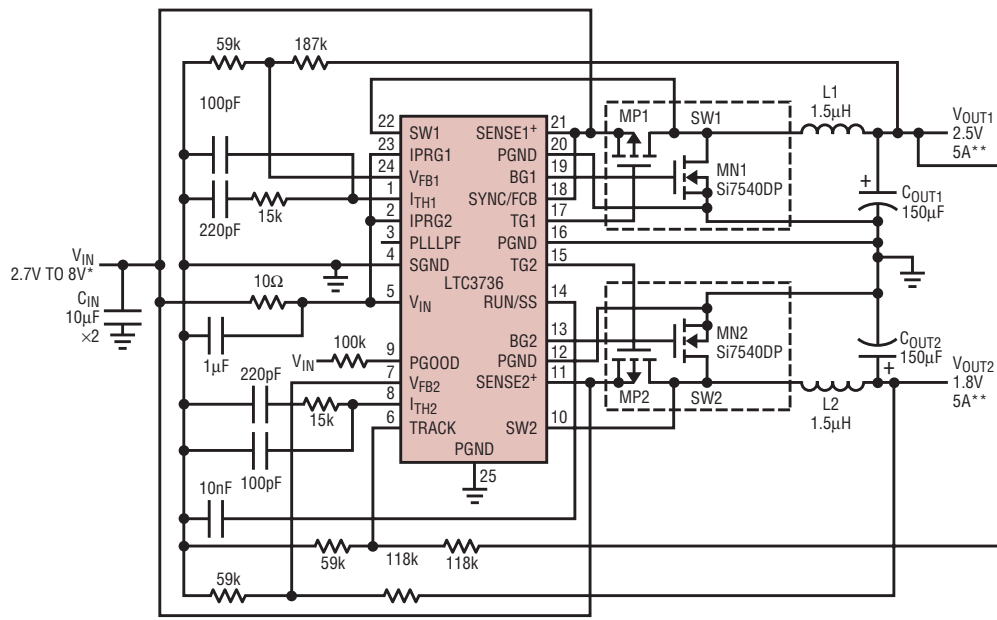 59k 187k
100pF
220pF 15k
V_IN
2.7V TO 8V*
C_IN
10µF
×2
10Ω
1µF
V_IN 100k
220pF
15k
100pF
10nF
59k 118k 118k
59k
22 SW1 SENSE1+ 21
23 IPRG1 PGND 20
24 V_FB1 BG1 19
1 I_TH1 SYNC/FCB 18
2 IPRG2 TG1 17
3 PLLLPF PGND 16
4 SGND TG2 15
LTC3736
5 V_IN RUN/SS 14
9 PGOOD BG2 13
7 V_FB2 PGND 12
8 I_TH2 SENSE2+ 11
6 TRACK SW2 10
PGND
25
MP1 SW1
MN1
Si7540DP
L1
1.5µH
V_OUT1
2.5V
5A**
+
C_OUT1
150µF
MN2
Si7540DP
MP2 SW2
C_OUT2
150µF
+
L2
1.5µH
V_OUT2
1.8V
5A**